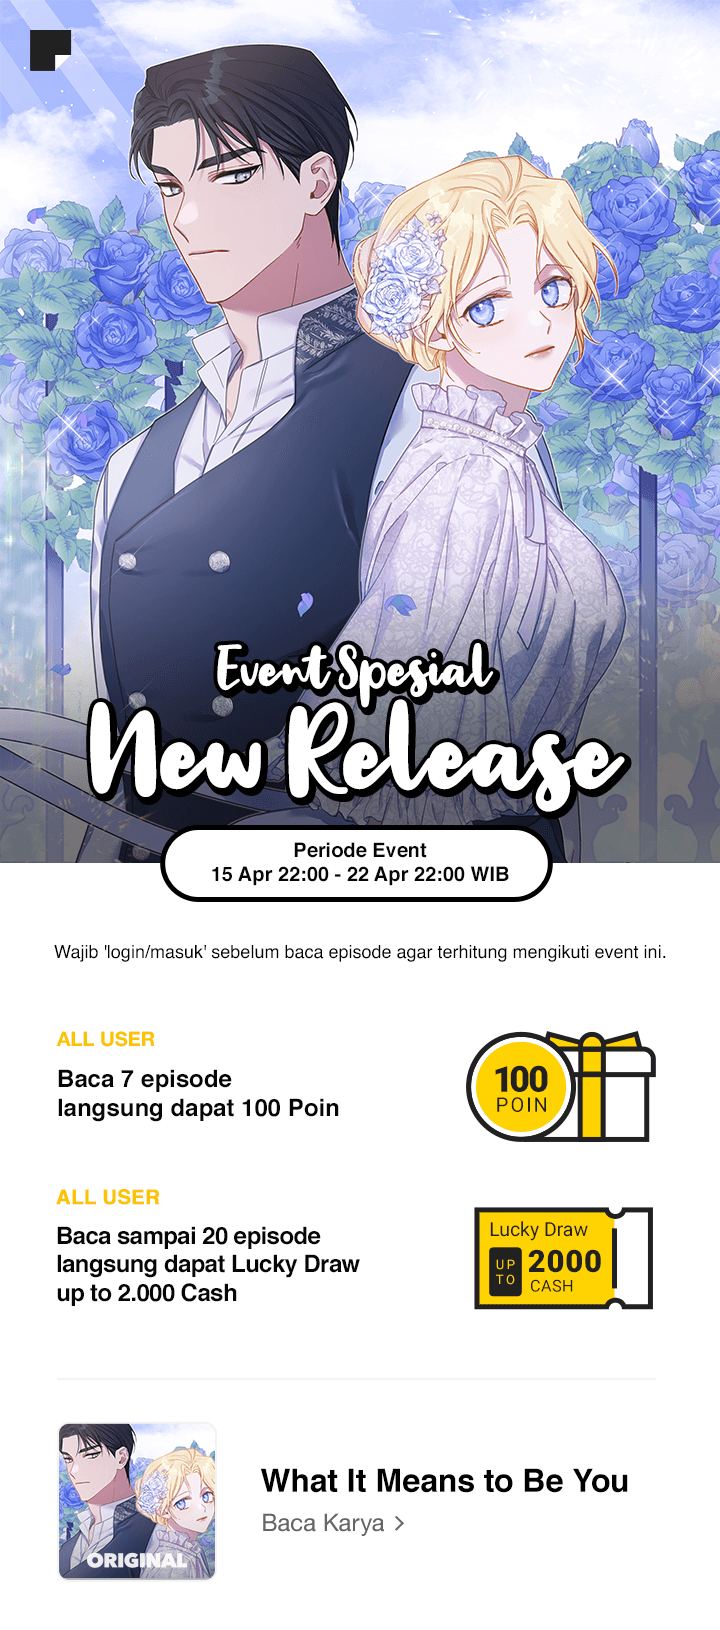 Event Spesial
New Release
Periode Event
15 Apr 22:00 - 22 Apr 22:00 WIB
Wajib 'login/masuk' sebelum baca episode agar terhitung mengikuti event ini.
ALL USER
Baca 7 episode
langsung dapat 100 Poin
100
POIN
ALL USER
Baca sampai 20 episode
langsung dapat Lucky Draw
up to 2.000 Cash
Lucky Draw
UP TO 2000
CASH
ORIGINAL
What It Means to Be You
Baca Karya >